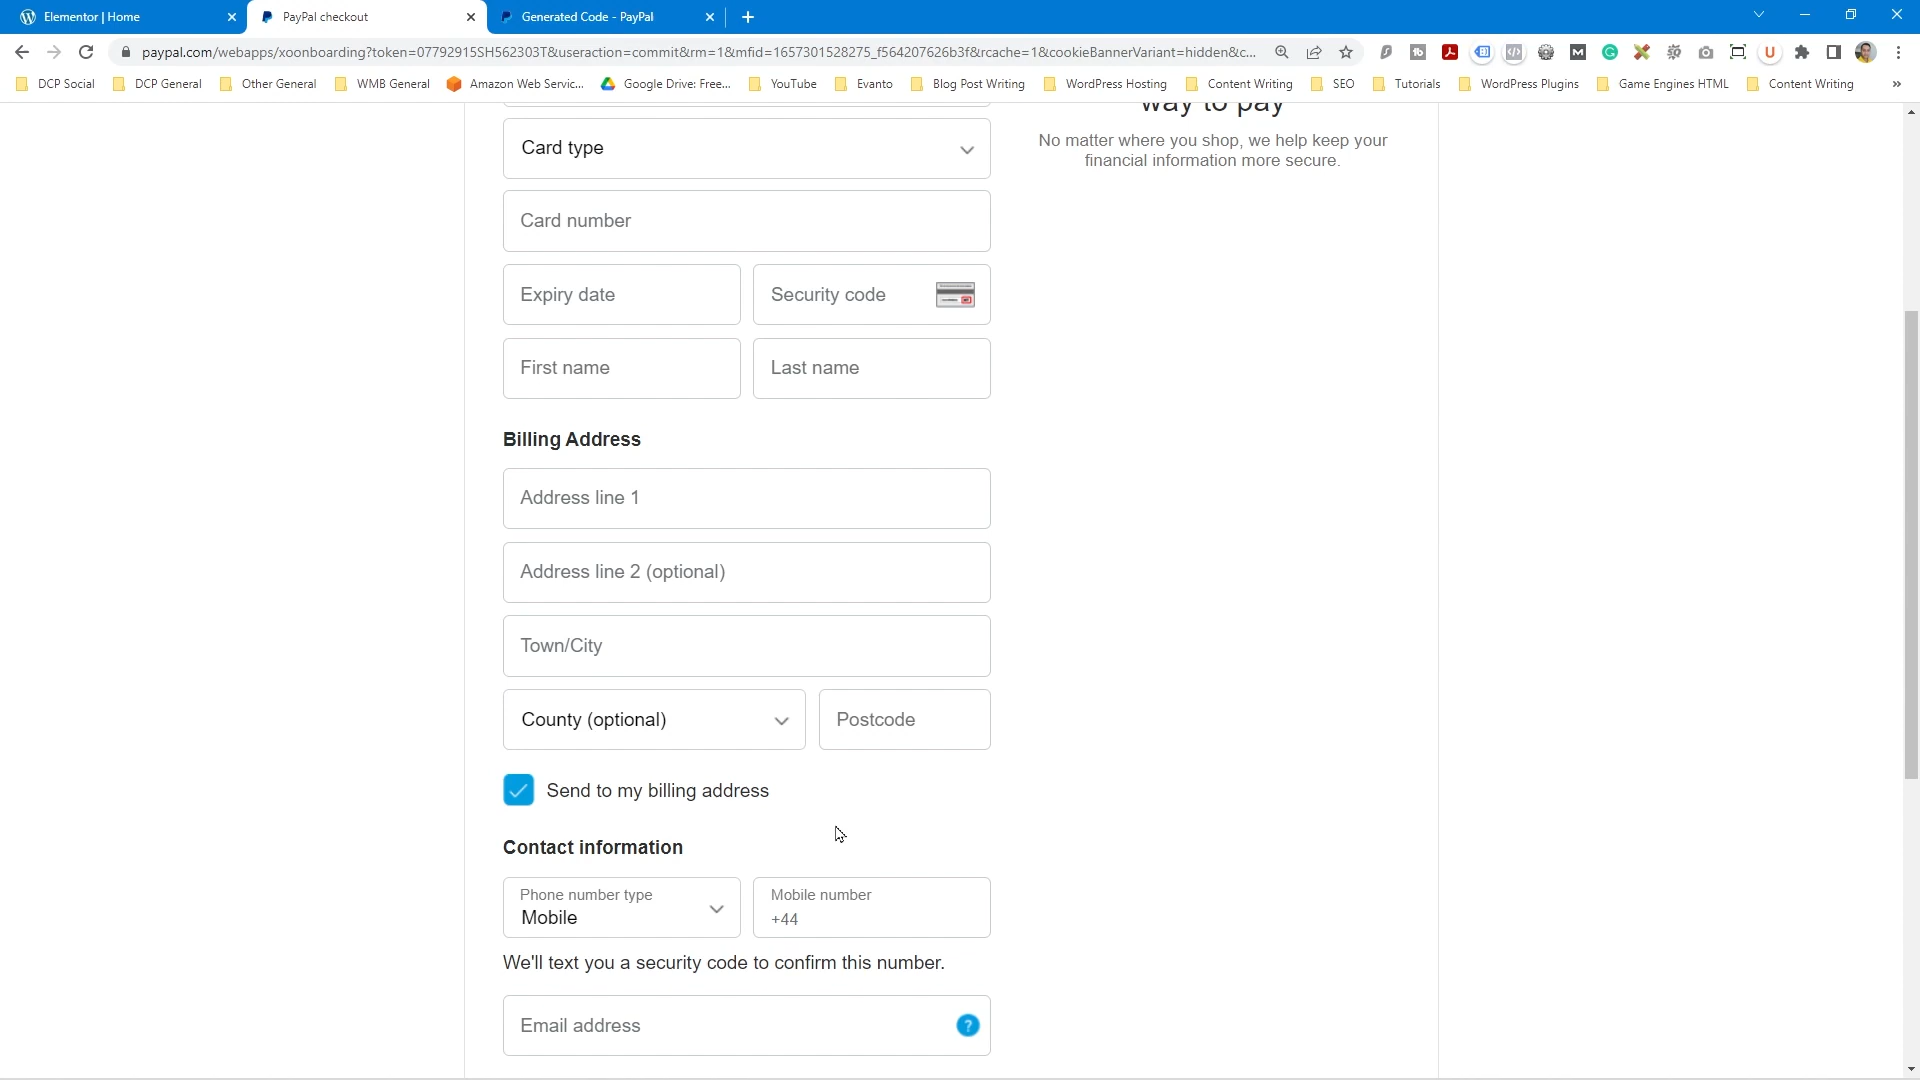 Elementor | Home
PayPal checkout
Generated Code - PayPal
paypal.com/webapps/xoonboarding?token=07792915SH562303T&useraction=commit&rm=1&mfid=1657301528275_f564207626b3f&rcache=1&cookieBannerVariant=hidden&c...
DCP Social
DCP General
Other General
WMB General
Amazon Web Servic...
Google Drive: Free...
YouTube
Evanto
Blog Post Writing
WordPress Hosting
Content Writing
SEO
Tutorials
WordPress Plugins
Game Engines HTML
Content Writing
»
way to pay
No matter where you shop, we help keep your
financial information more secure.
Card type
Card number
Expiry date
Security code
First name
Last name
Billing Address
Address line 1
Address line 2 (optional)
Town/City
County (optional)
Postcode
Send to my billing address
Contact information
Phone number type
Mobile
Mobile number
+44
We'll text you a security code to confirm this number.
Email address
?